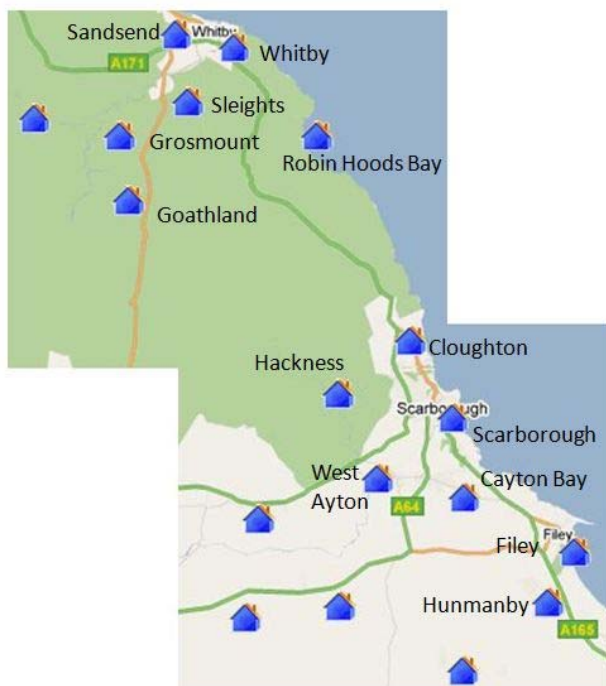 Sandsend
Whitby
Whitby
A171
Sleights
Grosmount
Robin Hoods Bay
Goathland
Cloughton
Hackness
Scarborough
Scarborough
West
Ayton
Cayton Bay
A64
Filey
Filey
Hunmanby
A165